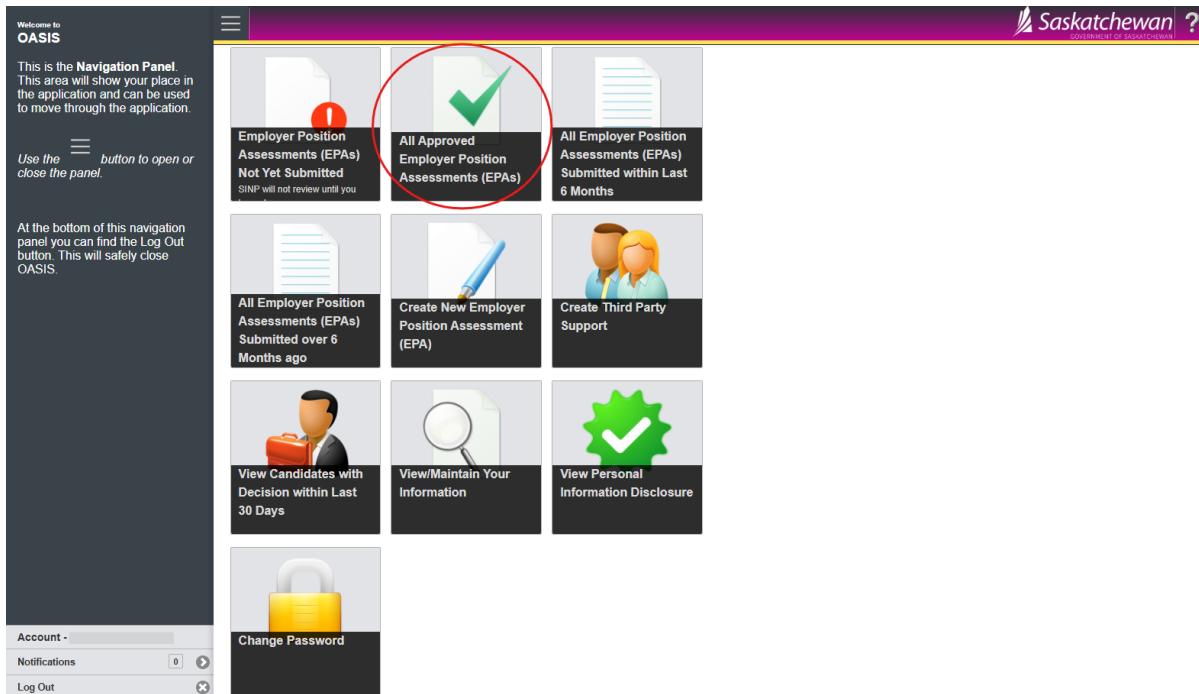 Welcome to
OASIS
This is the Navigation Panel.
This area will show your place in
the application and can be used
to move through the application.
Use the button to open or
close the panel.
At the bottom of this navigation
panel you can find the Log Out
button. This will safely close
OASIS.
Account -
Notifications 0
Log Out
Saskatchewan ?
GOVERNMENT OF SASKATCHEWAN
Employer Position
Assessments (EPAs)
Not Yet Submitted
SINP will not review until you
All Approved
Employer Position
Assessments (EPAs)
All Employer Position
Assessments (EPAs)
Submitted within Last
6 Months
All Employer Position
Assessments (EPAs)
Submitted over 6
Months ago
Create New Employer
Position Assessment
(EPA)
Create Third Party
Support
View Candidates with
Decision within Last
30 Days
View/Maintain Your
Information
View Personal
Information Disclosure
Change Password